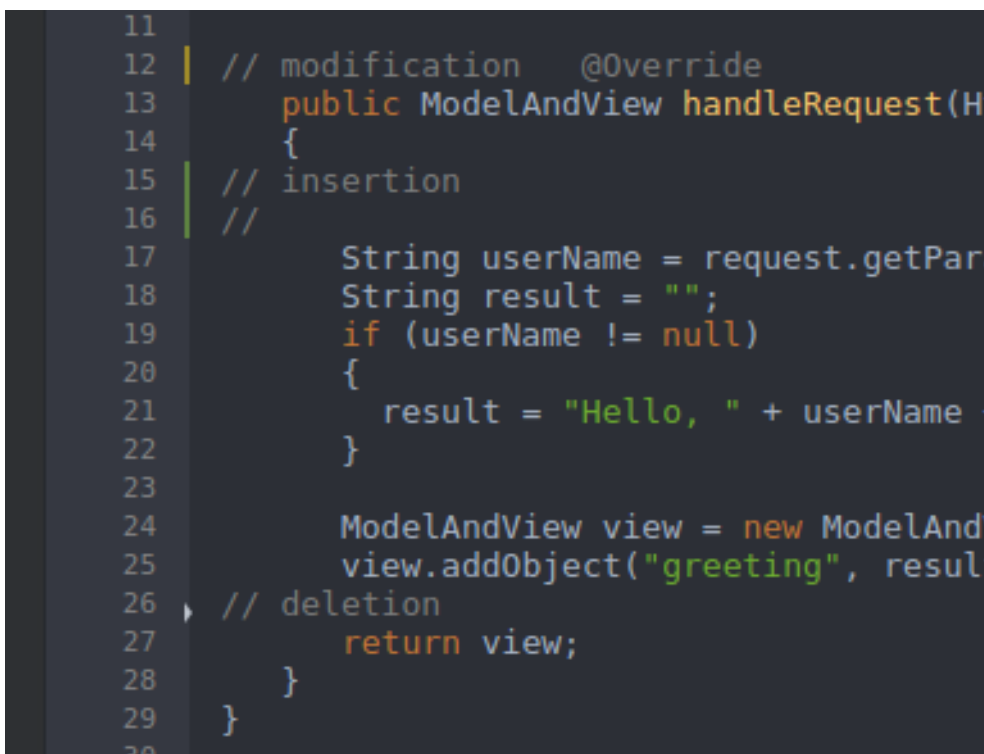 11
12 // modification   @Override
13    public ModelAndView handleRequest(H
14    {
15 // insertion
16 //
17       String userName = request.getPar
18       String result = "";
19       if (userName != null)
20       {
21         result = "Hello, " + userName
22       }
23
24       ModelAndView view = new ModelAnd
25       view.addObject("greeting", resul
26 // deletion
27       return view;
28    }
29 }